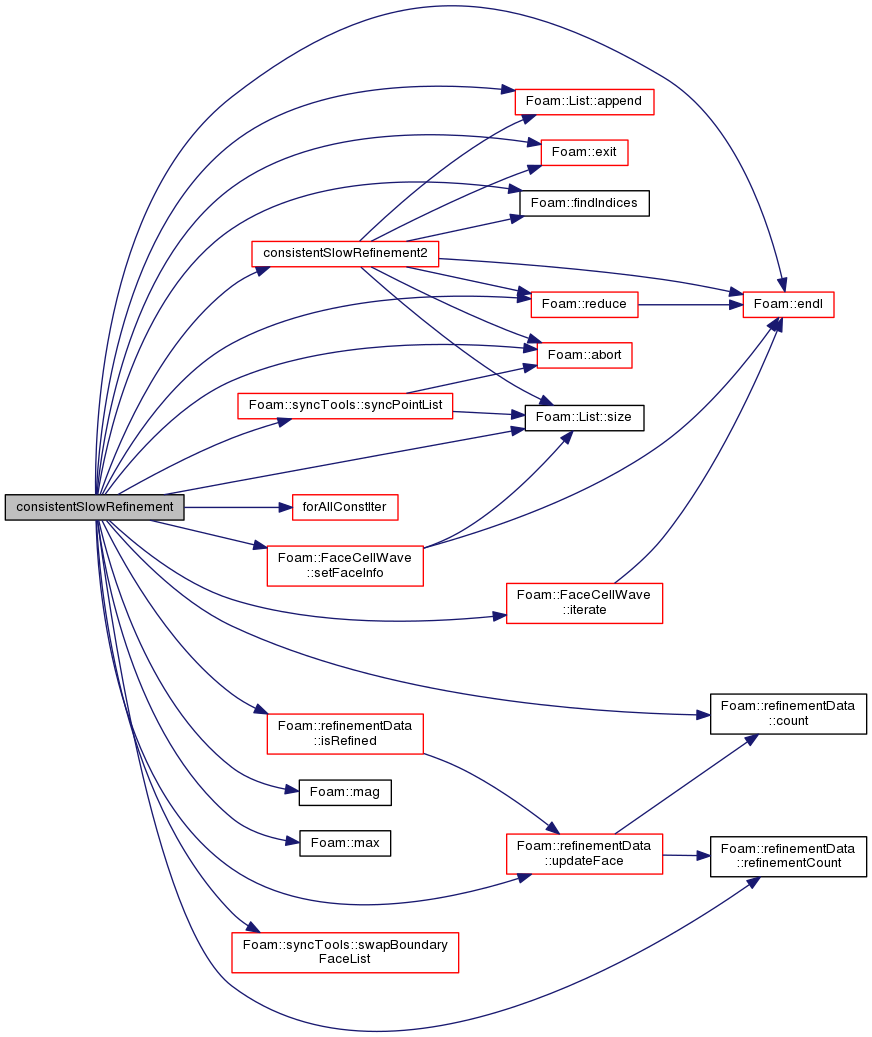 Foam::List::append
Foam::exit
Foam::findIndices
consistentSlowRefinement2
Foam::reduce
Foam::endl
Foam::abort
Foam::syncTools::syncPointList
Foam::List::size
consistentSlowRefinement
forAllConstIter
Foam::FaceCellWave
::setFaceInfo
Foam::FaceCellWave
::iterate
Foam::refinementData
::count
Foam::refinementData
::isRefined
Foam::mag
Foam::max
Foam::refinementData
::updateFace
Foam::refinementData
::refinementCount
Foam::syncTools::swapBoundary
FaceList